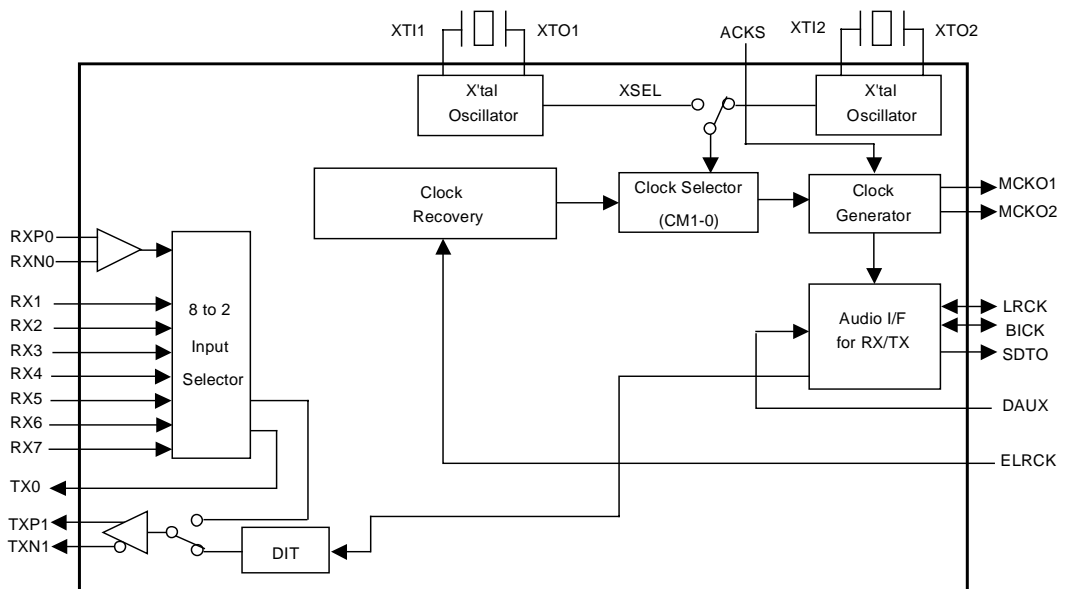 XTI1
XTO1
ACKS
XTI2
XTO2
X'tal
Oscillator
XSEL
X'tal
Oscillator
Clock
Recovery
Clock Selector
(CM1-0)
Clock
Generator
MCKO1
MCKO2
RXP0
RXN0
RX1
RX2
RX3
RX4
RX5
RX6
RX7
8 to 2
Input
Selector
Audio I/F
for RX/TX
LRCK
BICK
SDTO
DAUX
ELRCK
TX0
TXP1
TXN1
DIT